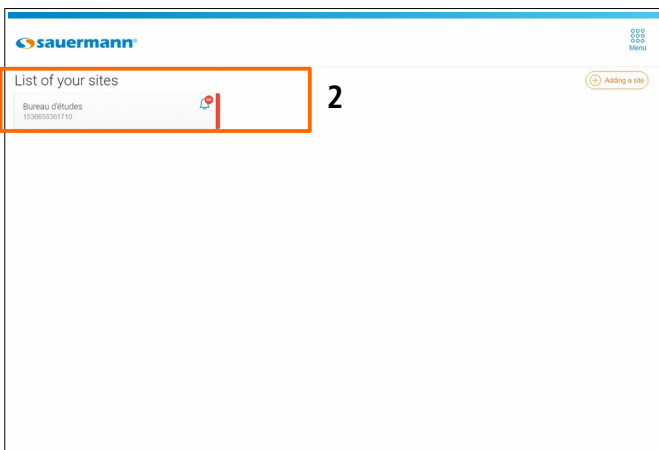 sauermann®
Menu
List of your sites
Adding a site
2
Bureau d'études
1536658361710